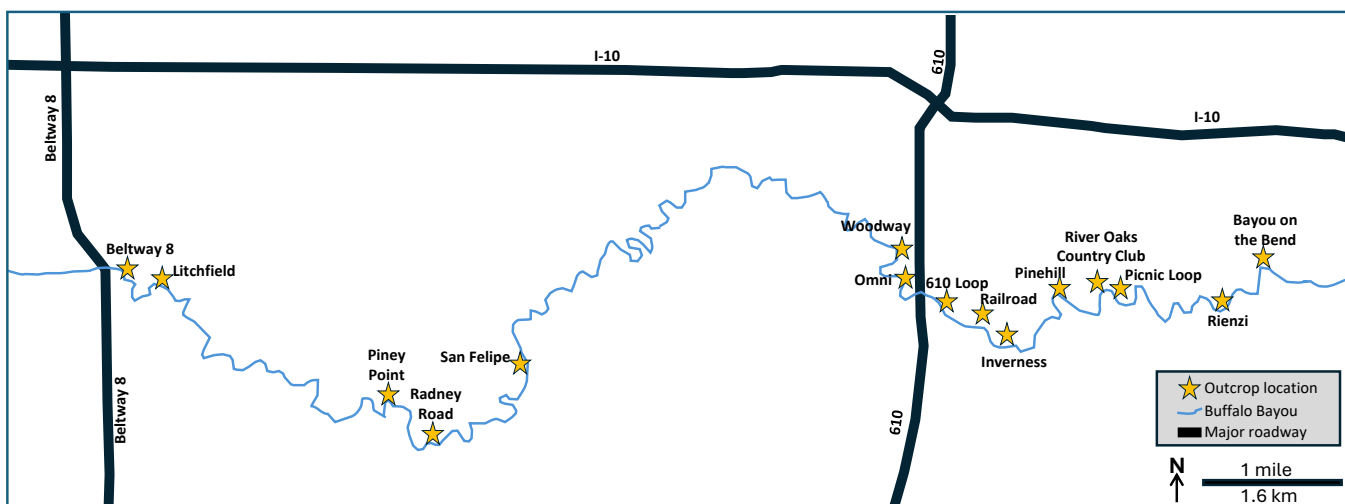 I-10
610
Beltway 8
I-10
Beltway 8
Litchfield
Piney
Point
Radney
Road
San Felipe
Woodway
Omni
610 Loop
Railroad
Inverness
Pinehill
River Oaks
Country Club
Picnic Loop
Rienzi
Bayou on
the Bend
Beltway 8
610
Outcrop location
Buffalo Bayou
Major roadway
N
1 mile
1.6 km